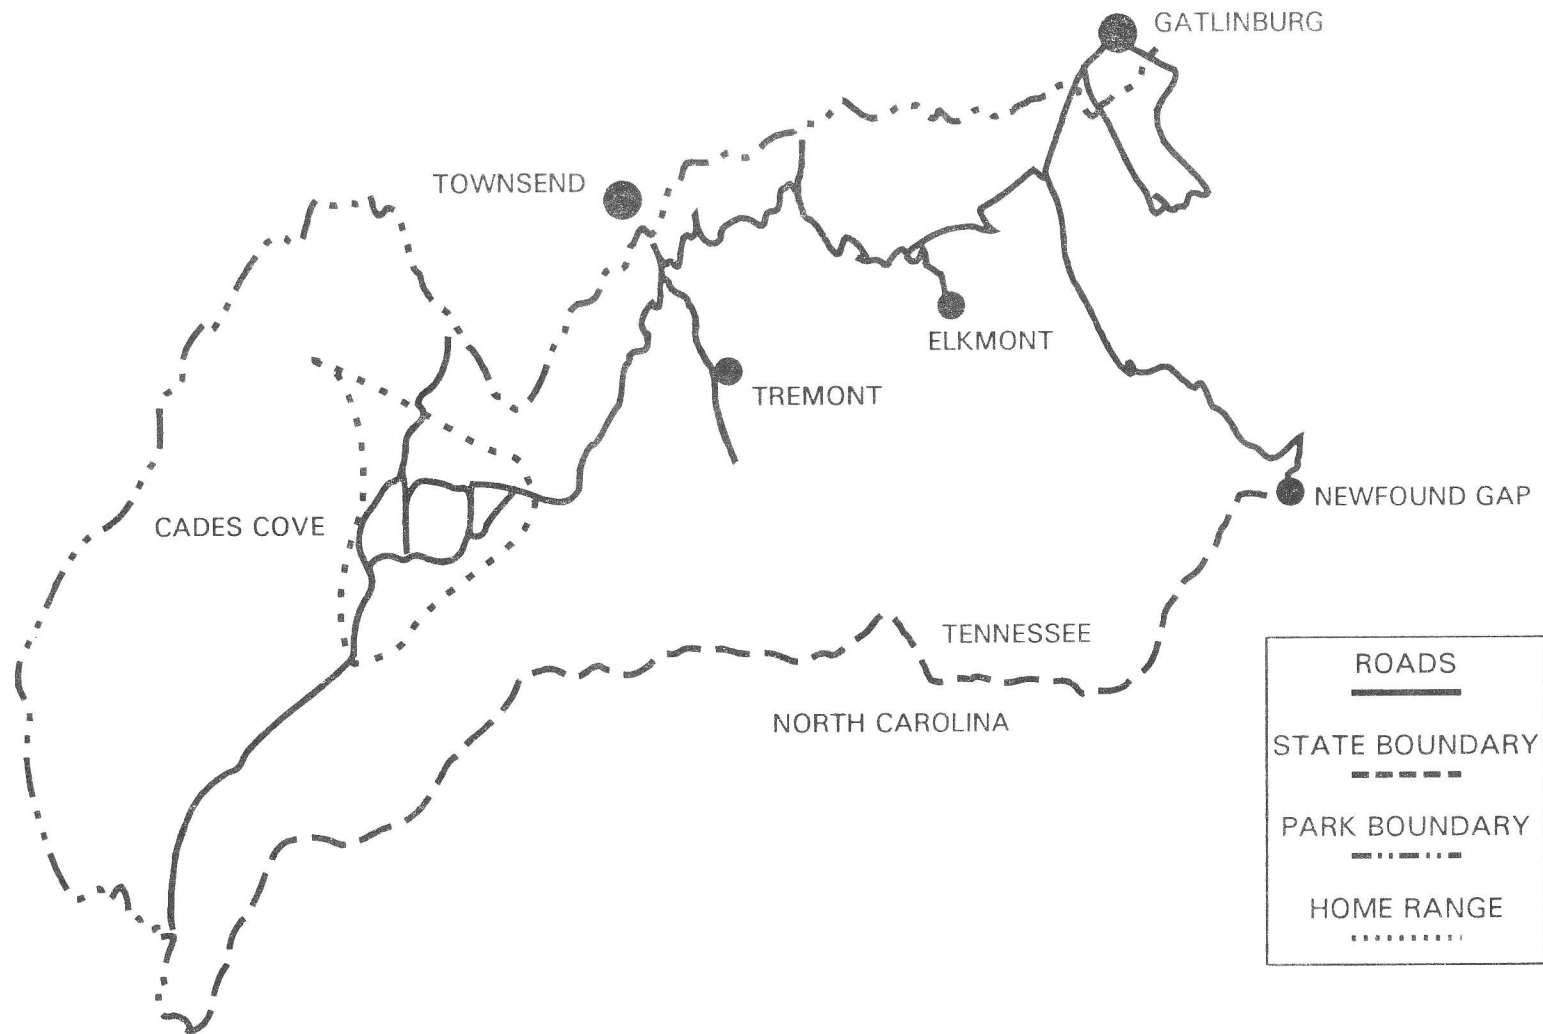 GATLINBURG
TOWNSEND
ELKMONT
TREMONT
NEWFOUND GAP
CADES COVE
TENNESSEE
NORTH CAROLINA
ROADS
STATE BOUNDARY
PARK BOUNDARY
HOME RANGE